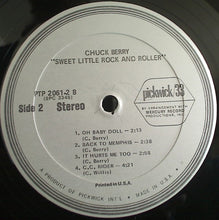 CHUCK BERRY
"SWEET LITTLE ROCK AND ROLLER"
PTP 2061-2 B
(SPC 3345)
Side 2 Stereo
pickwick 33
BY ARRANGEMENT WITH
MERCURY RECORD
PRODUCTIONS, INC.
1. OH BABY DOLL – 2:13
(C. Berry)
2. BACK TO MEMPHIS – 2:39
(C. Berry)
3. IT HURTS ME TOO – 2:38
(C. Berry)
4. C.C. RIDER – 4:21
(C. Willis)
Printed in U.S.A.
A PRODUCT OF PICKWICK INT'L • MADE IN U.S.A.